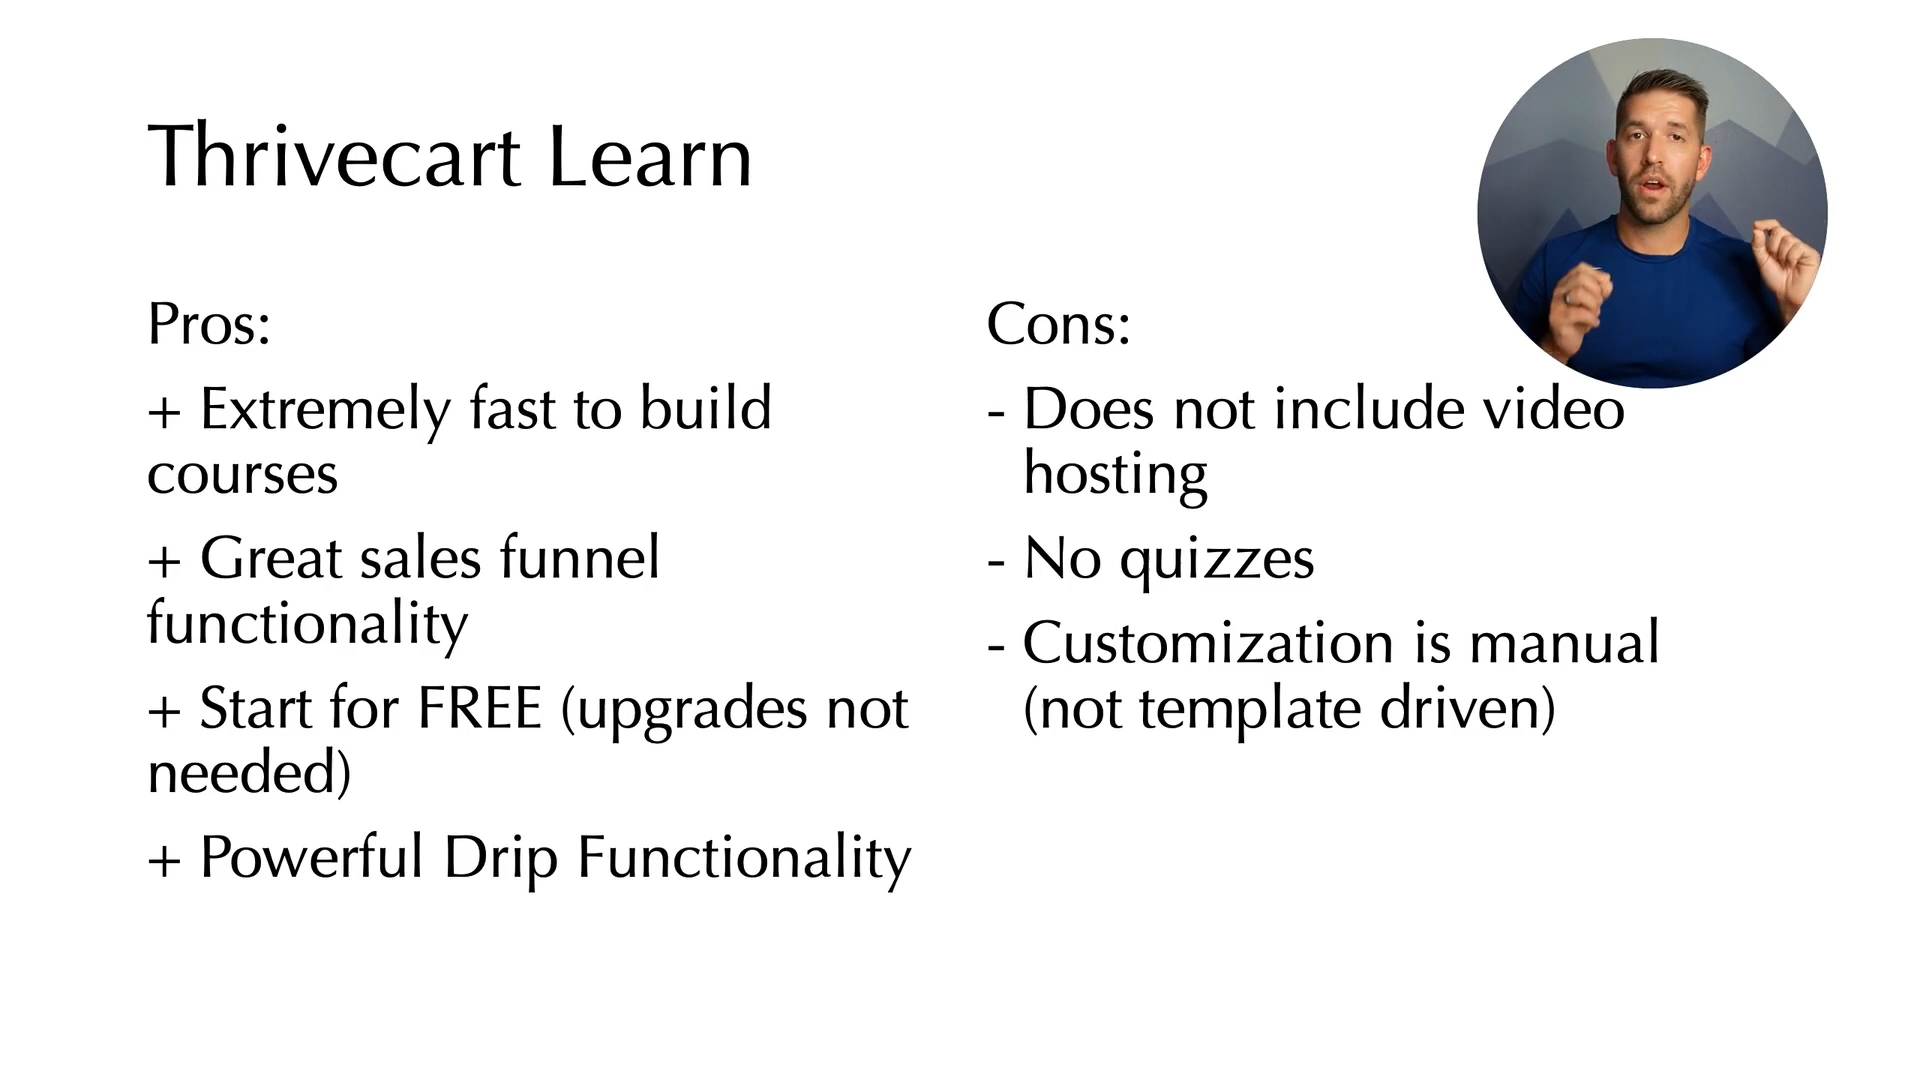 Thrivecart Learn
Pros:
+ Extremely fast to build
courses
+ Great sales funnel
functionality
+ Start for FREE (upgrades not
needed)
+ Powerful Drip Functionality
Cons:
- Does not include video
hosting
- No quizzes
- Customization is manual
(not template driven)